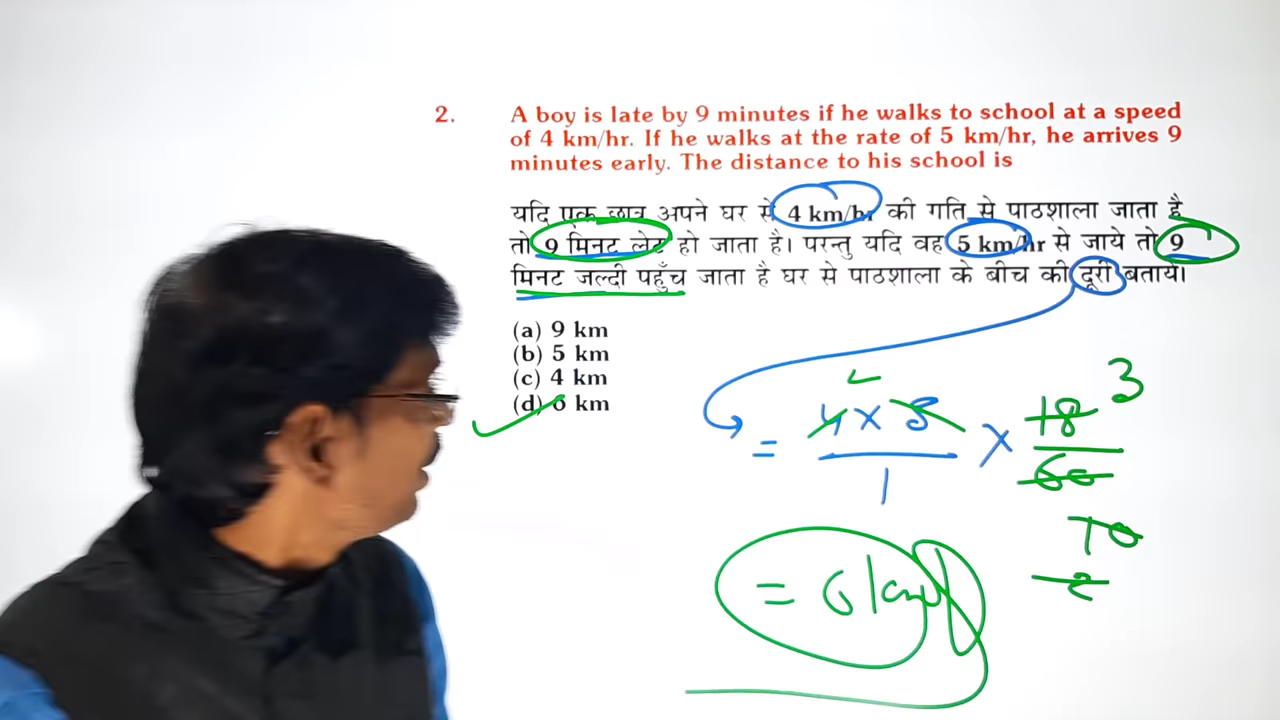 2. A boy is late by 9 minutes if he walks to school at a speed
of 4 km/hr. If he walks at the rate of 5 km/hr, he arrives 9
minutes early. The distance to his school is
यदि एक छात्र अपने घर से 4 km/hr की गति से पाठशाला जाता है
तो 9 मिनट लेट हो जाता है। परन्तु यदि वह 5 km/hr से जाये तो 9
मिनट जल्दी पहुँच जाता है घर से पाठशाला के बीच की दूरी बताये।
(a) 9 km
(b) 5 km
(c) 4 km
(d) 6 km
3
= 4 × 5 × 18
1 60
10
2
= 6 km